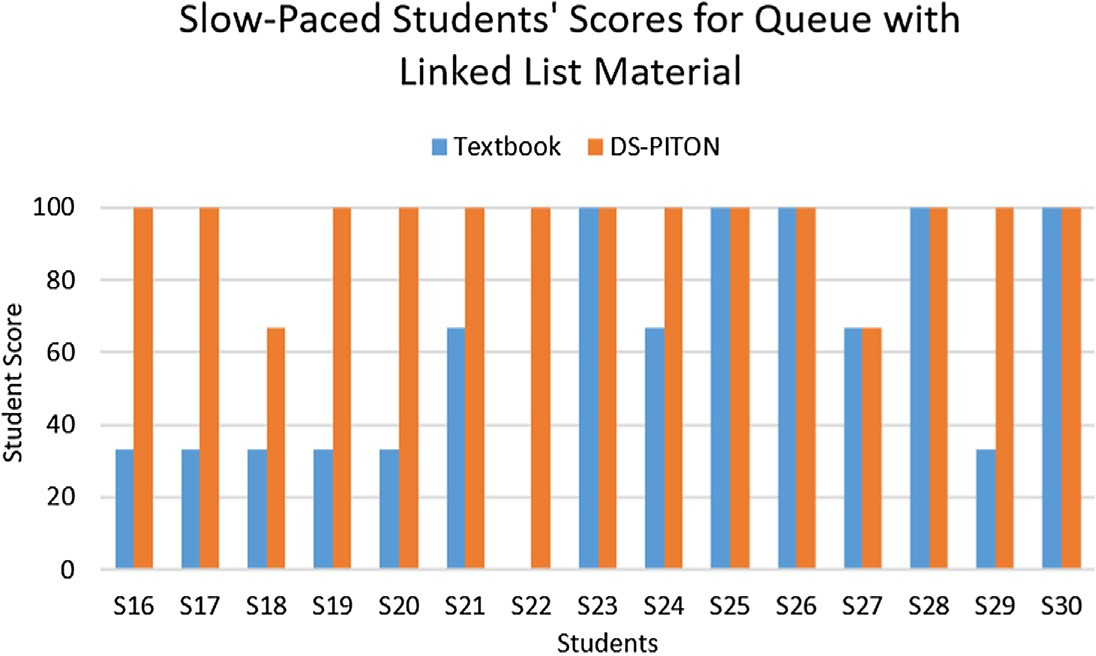 Slow-Paced Students' Scores for Queue with
Linked List Material
Textbook DS-PITON
100
80
60
40
20
0
Student Score
S16 S17 S18 S19 S20 S21 S22 S23 S24 S25 S26 S27 S28 S29 S30
Students